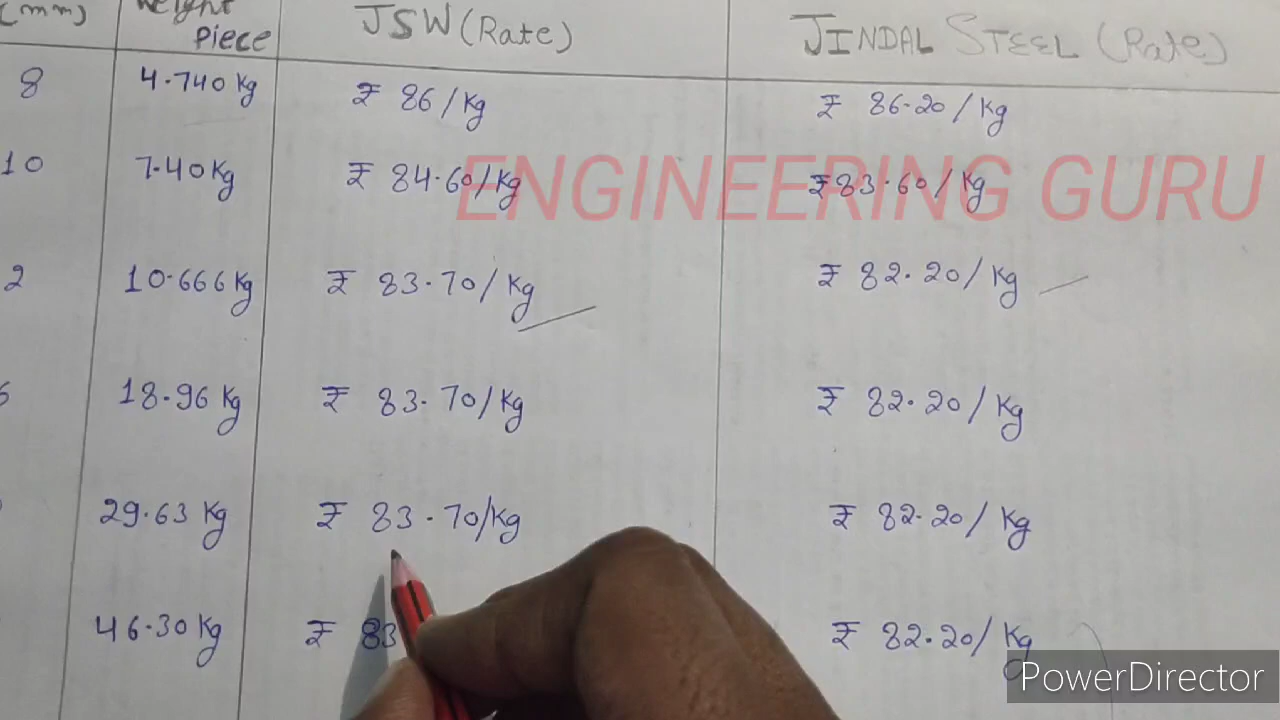 (mm) Weight Piece JSW (Rate) JINDAL STEEL (Rate)
8 4.740 Kg ₹ 86/Kg ₹ 86.20/Kg
10 7.40 Kg ₹ 84.60/Kg ₹ 83.60/Kg
ENGINEERING GURU
2 10.666 Kg ₹ 83.70/Kg ₹ 82.20/Kg
6 18.96 Kg ₹ 83.70/Kg ₹ 82.20/Kg
29.63 Kg ₹ 83.70/Kg ₹ 82.20/Kg
46.30 Kg ₹ 83 ₹ 82.20/Kg
PowerDirector